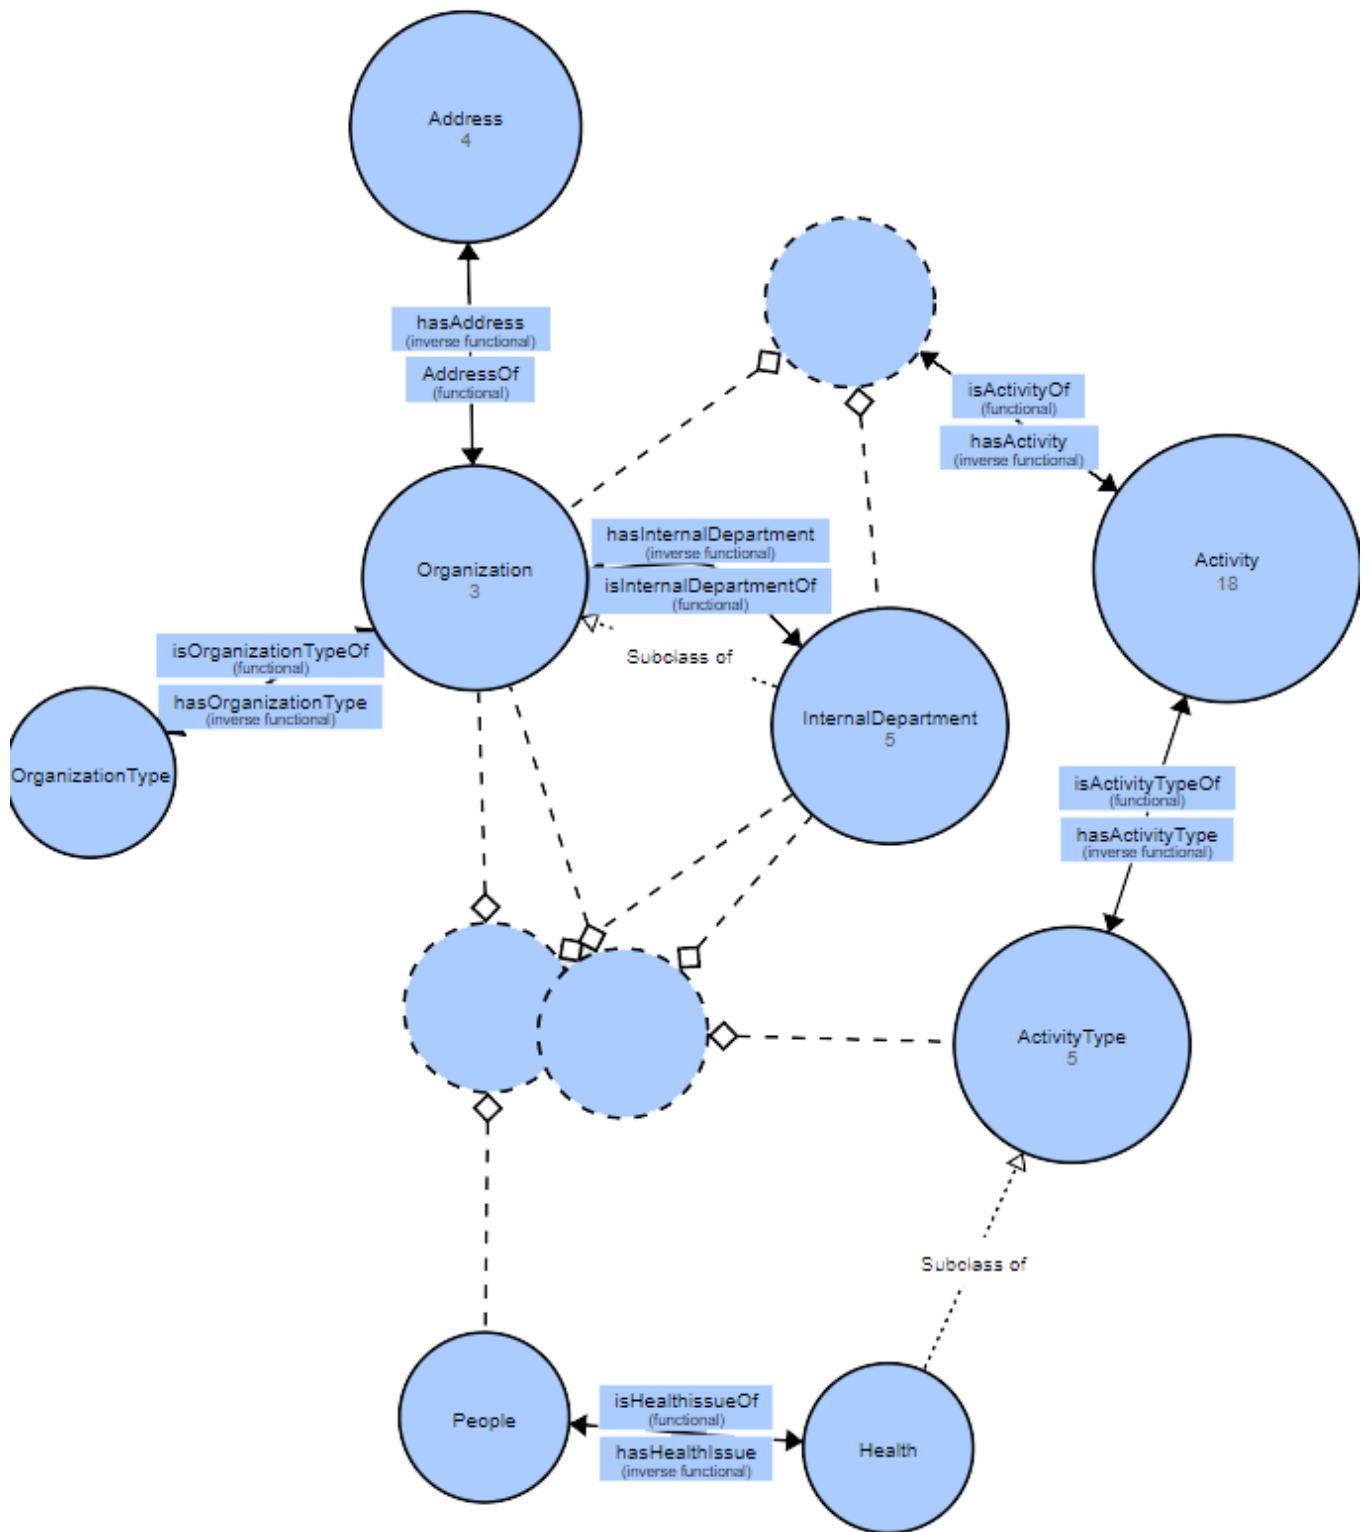 Address
4
hasAddress
(inverse functional)
AddressOf
(functional)
isActivityOf
(functional)
hasActivity
(inverse functional)
Organization
3
hasInternalDepartment
(inverse functional)
isInternalDepartmentOf
(functional)
Activity
18
Subclass of
isOrganizationTypeOf
(functional)
hasOrganizationType
(inverse functional)
OrganizationType
InternalDepartment
5
isActivityTypeOf
(functional)
hasActivityType
(inverse functional)
ActivityType
5
Subclass of
People
isHealthissueOf
(functional)
hasHealthIssue
(inverse functional)
Health